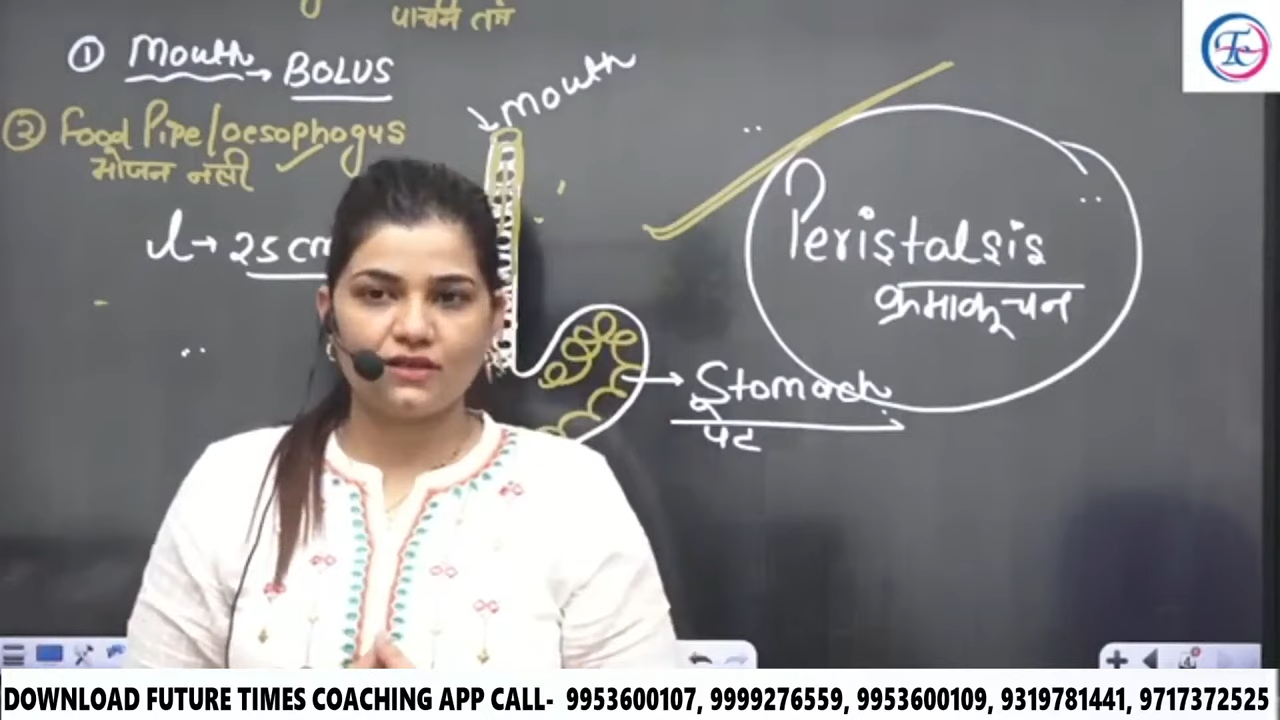 पाचन तंत्र
① Mouth → BOLUS
② Food Pipe/oesophogus
भोजन नली
l → 25 cm
Mouth
Peristalsis
क्रमाकुंचन
Stomach
पेट
DOWNLOAD FUTURE TIMES COACHING APP CALL- 9953600107, 9999276559, 9953600109, 9319781441, 9717372525